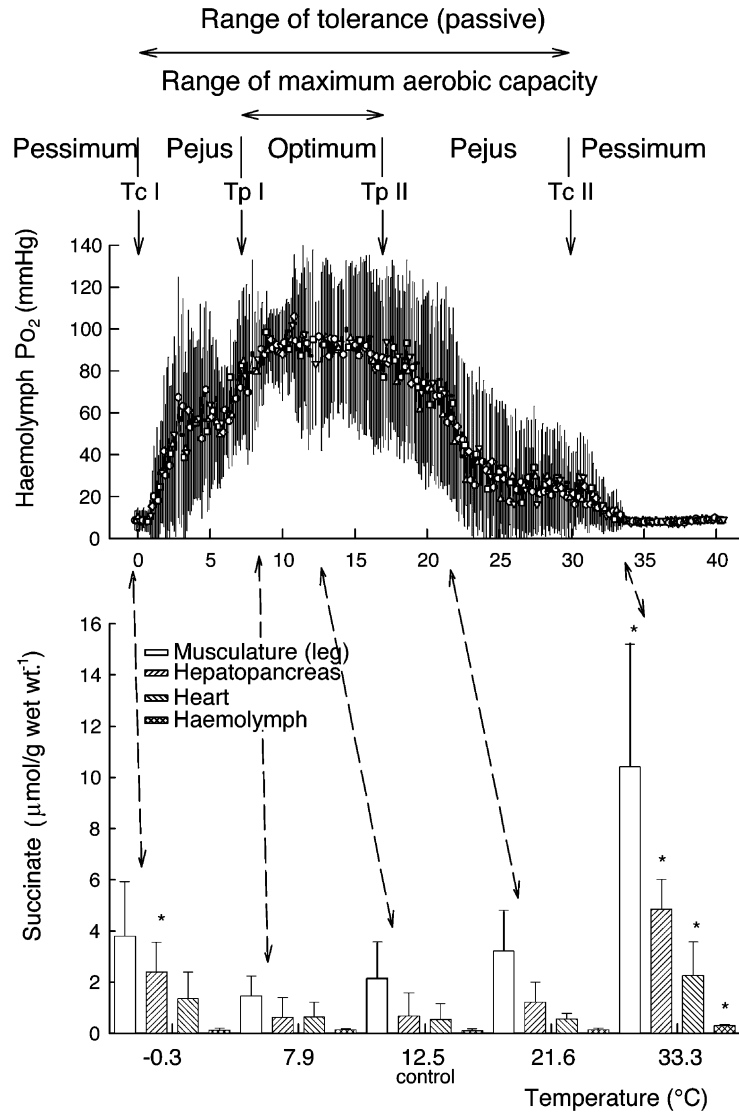 Range of tolerance (passive)
Range of maximum aerobic capacity
Pessimum Pejus Optimum Pejus Pessimum
Tc I Tp I Tp II Tc II
Haemolymph Po2 (mmHg)
140
120
100
80
60
40
20
0
0 5 10 15 20 25 30 35 40
Succinate (μmol/g wet wt.-1)
16
14
12
10
8
6
4
2
0
Musculature (leg)
Hepatopancreas
Heart
Haemolymph
* * * * *
-0.3 7.9 12.5 21.6 33.3
control
Temperature (°C)